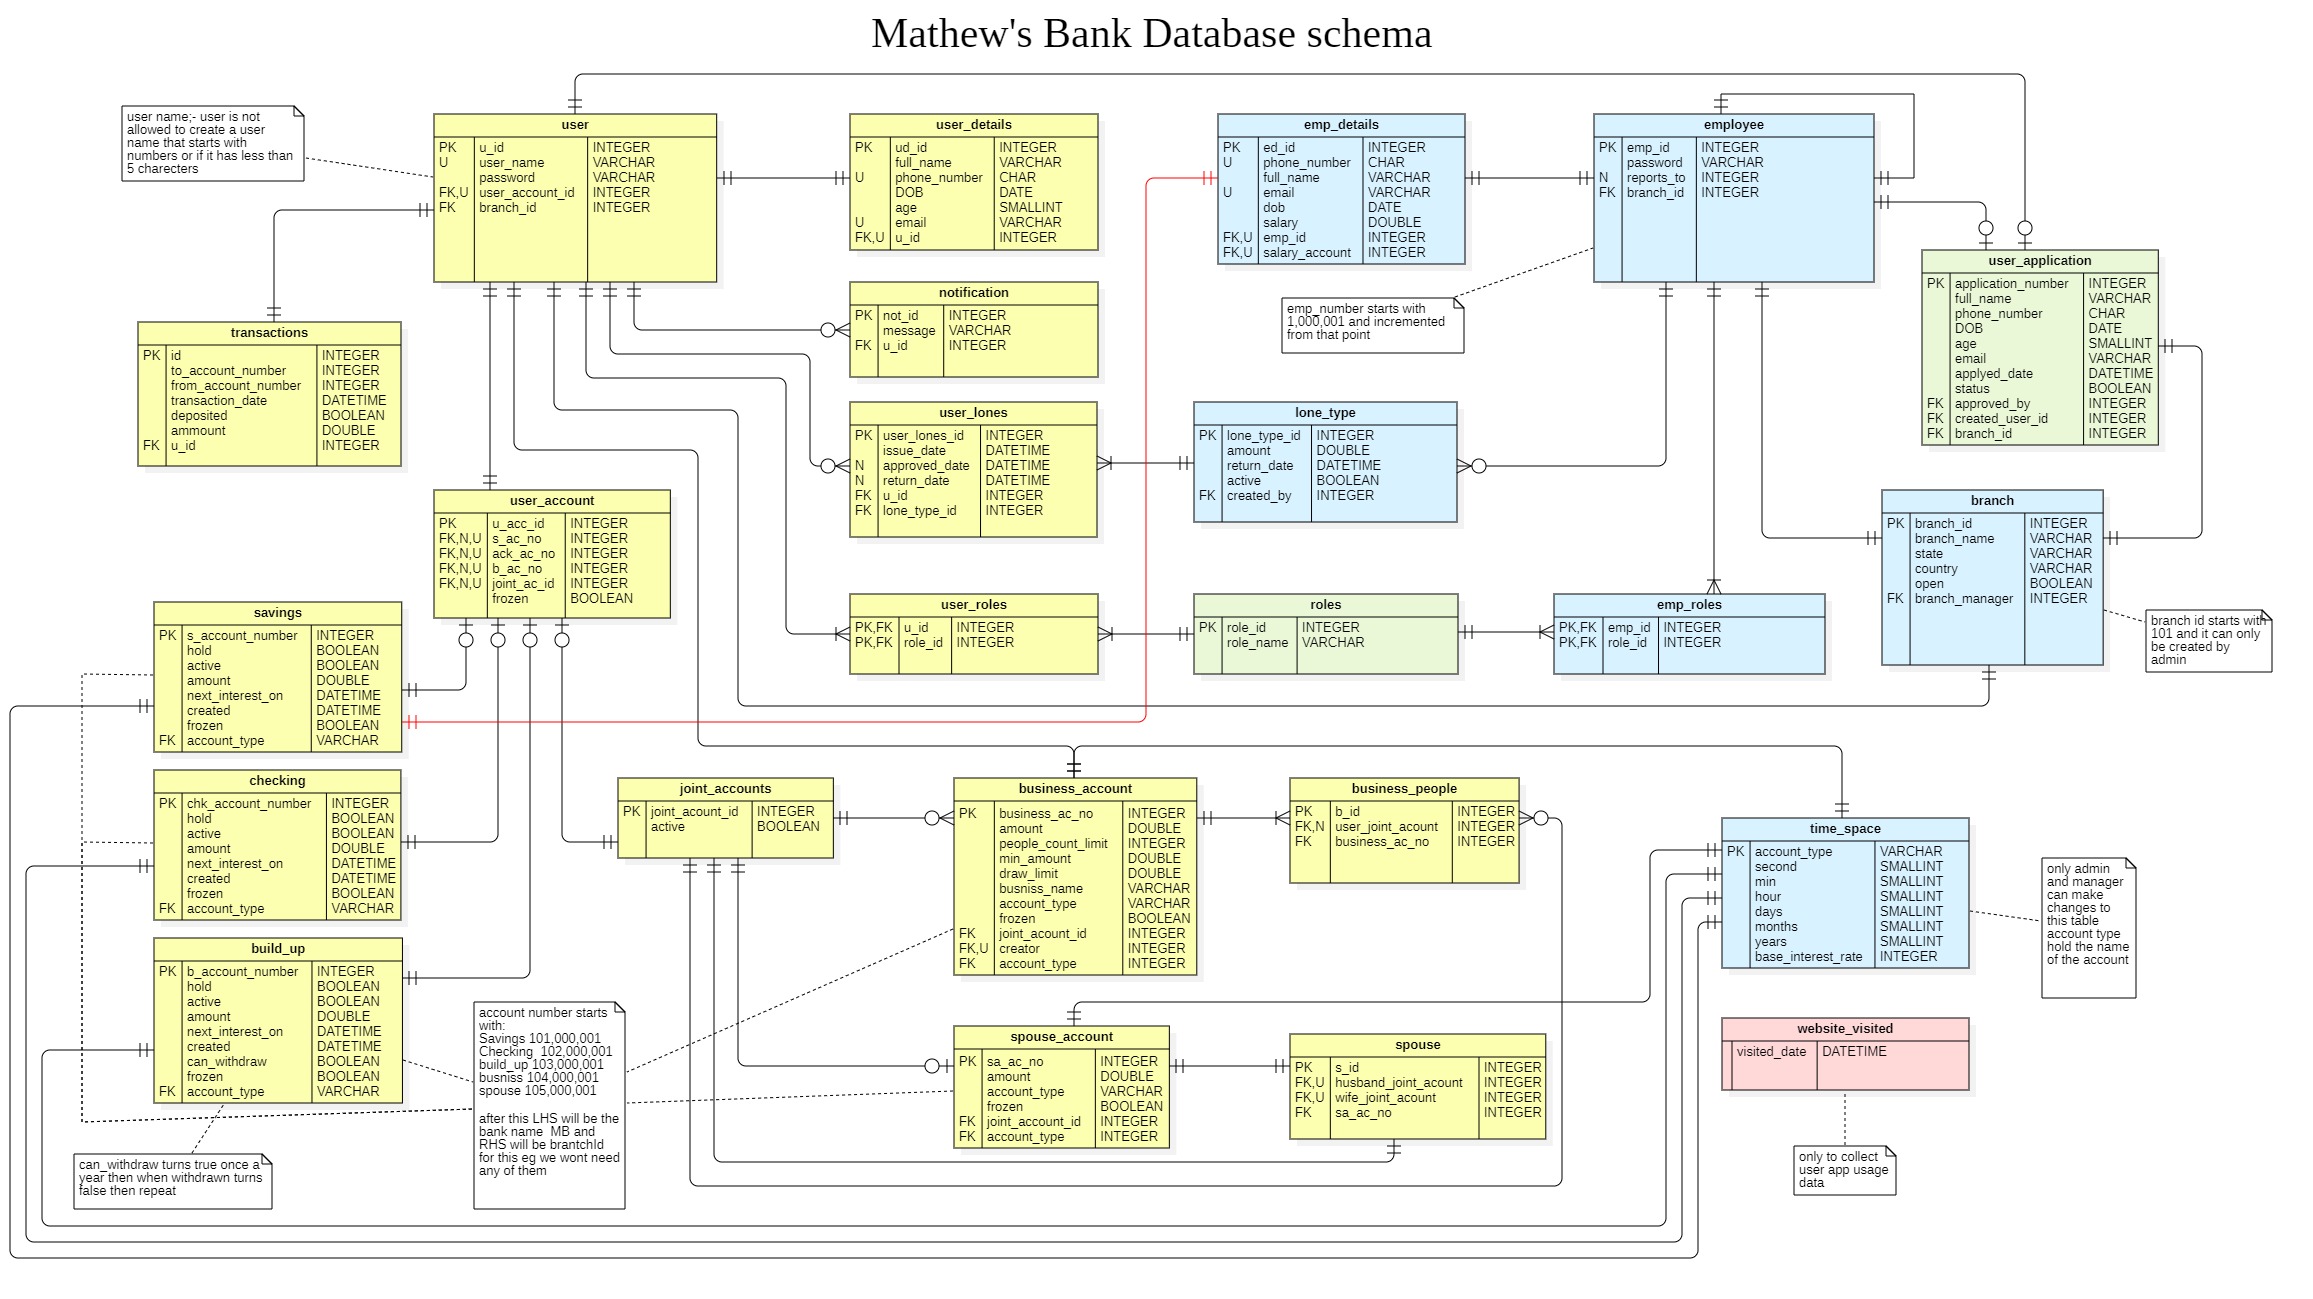 Mathew's Bank Database schema
user name;- user is not
allowed to create a user
name that starts with
numbers or if it has less than
5 charecters
user
PK u_id INTEGER
U user_name VARCHAR
password VARCHAR
FK,U user_account_id INTEGER
FK branch_id INTEGER
user_details
PK ud_id INTEGER
full_name VARCHAR
U phone_number CHAR
DOB DATE
age SMALLINT
U email VARCHAR
FK,U u_id INTEGER
emp_details
PK ed_id INTEGER
U phone_number CHAR
full_name VARCHAR
U email VARCHAR
dob DATE
salary DOUBLE
FK,U emp_id INTEGER
FK,U salary_account INTEGER
employee
PK emp_id INTEGER
password VARCHAR
N reports_to INTEGER
FK branch_id INTEGER
user_application
PK application_number INTEGER
full_name VARCHAR
phone_number CHAR
DOB DATE
age SMALLINT
email VARCHAR
applyed_date DATETIME
status BOOLEAN
FK approved_by INTEGER
FK created_user_id INTEGER
FK branch_id INTEGER
notification
PK not_id INTEGER
message VARCHAR
FK u_id INTEGER
emp_number starts with
1,000,001 and incremented
from that point
transactions
PK id INTEGER
to_account_number INTEGER
from_account_number INTEGER
transaction_date DATETIME
deposited BOOLEAN
ammount DOUBLE
FK u_id INTEGER
user_lones
PK user_lones_id INTEGER
issue_date DATETIME
N approved_date DATETIME
N return_date DATETIME
FK u_id INTEGER
FK lone_type_id INTEGER
lone_type
PK lone_type_id INTEGER
amount DOUBLE
return_date DATETIME
active BOOLEAN
FK created_by INTEGER
user_account
PK u_acc_id INTEGER
FK,N,U s_ac_no INTEGER
FK,N,U ack_ac_no INTEGER
FK,N,U b_ac_no INTEGER
FK,N,U joint_ac_id INTEGER
frozen BOOLEAN
branch
PK branch_id INTEGER
branch_name VARCHAR
state VARCHAR
country VARCHAR
open BOOLEAN
FK branch_manager INTEGER
branch id starts with
101 and it can only
be created by
admin
savings
PK s_account_number INTEGER
hold BOOLEAN
active BOOLEAN
amount DOUBLE
next_interest_on DATETIME
created DATETIME
frozen BOOLEAN
FK account_type VARCHAR
user_roles
PK,FK u_id INTEGER
PK,FK role_id INTEGER
roles
PK role_id INTEGER
role_name VARCHAR
emp_roles
PK,FK emp_id INTEGER
PK,FK role_id INTEGER
checking
PK chk_account_number INTEGER
hold BOOLEAN
active BOOLEAN
amount DOUBLE
next_interest_on DATETIME
created DATETIME
frozen BOOLEAN
FK account_type VARCHAR
joint_accounts
PK joint_acount_id INTEGER
active BOOLEAN
business_account
PK business_ac_no INTEGER
amount DOUBLE
people_count_limit INTEGER
min_amount DOUBLE
draw_limit DOUBLE
busniss_name VARCHAR
account_type VARCHAR
frozen BOOLEAN
FK joint_acount_id INTEGER
FK,U creator INTEGER
FK account_type INTEGER
business_people
PK b_id INTEGER
FK,N user_joint_acount INTEGER
FK business_ac_no INTEGER
time_space
PK account_type VARCHAR
second SMALLINT
min SMALLINT
hour SMALLINT
days SMALLINT
months SMALLINT
years SMALLINT
base_interest_rate INTEGER
only admin
and manager
can make
changes to
this table
account type
hold the name
of the account
build_up
PK b_account_number INTEGER
hold BOOLEAN
active BOOLEAN
amount DOUBLE
next_interest_on DATETIME
created DATETIME
can_withdraw BOOLEAN
frozen BOOLEAN
FK account_type VARCHAR
account number starts
with:
Savings 101,000,001
Checking 102,000,001
build_up 103,000,001
busniss 104,000,001
spouse 105,000,001
after this LHS will be the
bank name MB and
RHS will be brantchId
for this eg we wont need
any of them
spouse_account
PK sa_ac_no INTEGER
amount DOUBLE
account_type VARCHAR
frozen BOOLEAN
FK joint_account_id INTEGER
FK account_type INTEGER
spouse
PK s_id INTEGER
FK,U husband_joint_acount INTEGER
FK,U wife_joint_acount INTEGER
FK sa_ac_no INTEGER
website_visited
visited_date DATETIME
can_withdraw turns true once a
year then when withdrawn turns
false then repeat
only to collect
user app usage
data